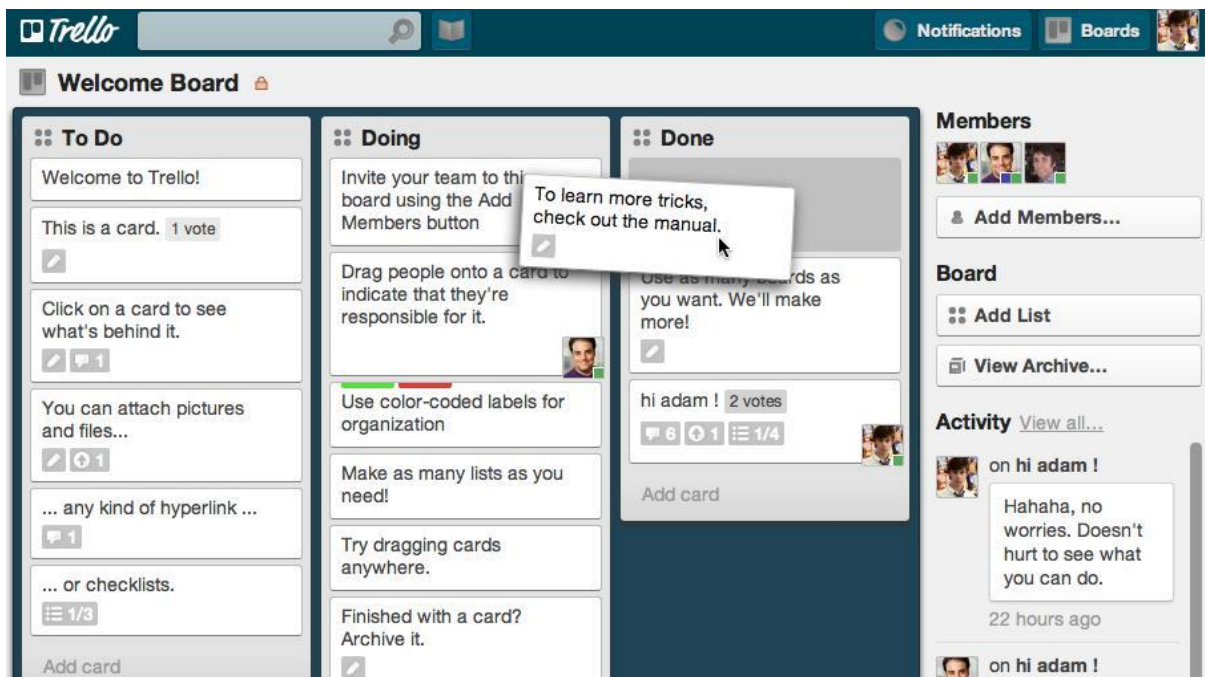 Trello
Notifications
Boards
Welcome Board
To Do
Welcome to Trello!
This is a card. 1 vote
Click on a card to see
what's behind it.
1
You can attach pictures
and files...
1
... any kind of hyperlink ...
1
... or checklists.
1/3
Add card
Doing
Invite your team to this
board using the Add
Members button
Drag people onto a card to
indicate that they're
responsible for it.
Use color-coded labels for
organization
Make as many lists as you
need!
Try dragging cards
anywhere.
Finished with a card?
Archive it.
Done
To learn more tricks,
check out the manual.
Use as many boards as
you want. We'll make
more!
hi adam ! 2 votes
6 1 1/4
Add card
Members
Add Members...
Board
Add List
View Archive...
Activity View all...
on hi adam !
Hahaha, no
worries. Doesn't
hurt to see what
you can do.
22 hours ago
on hi adam !